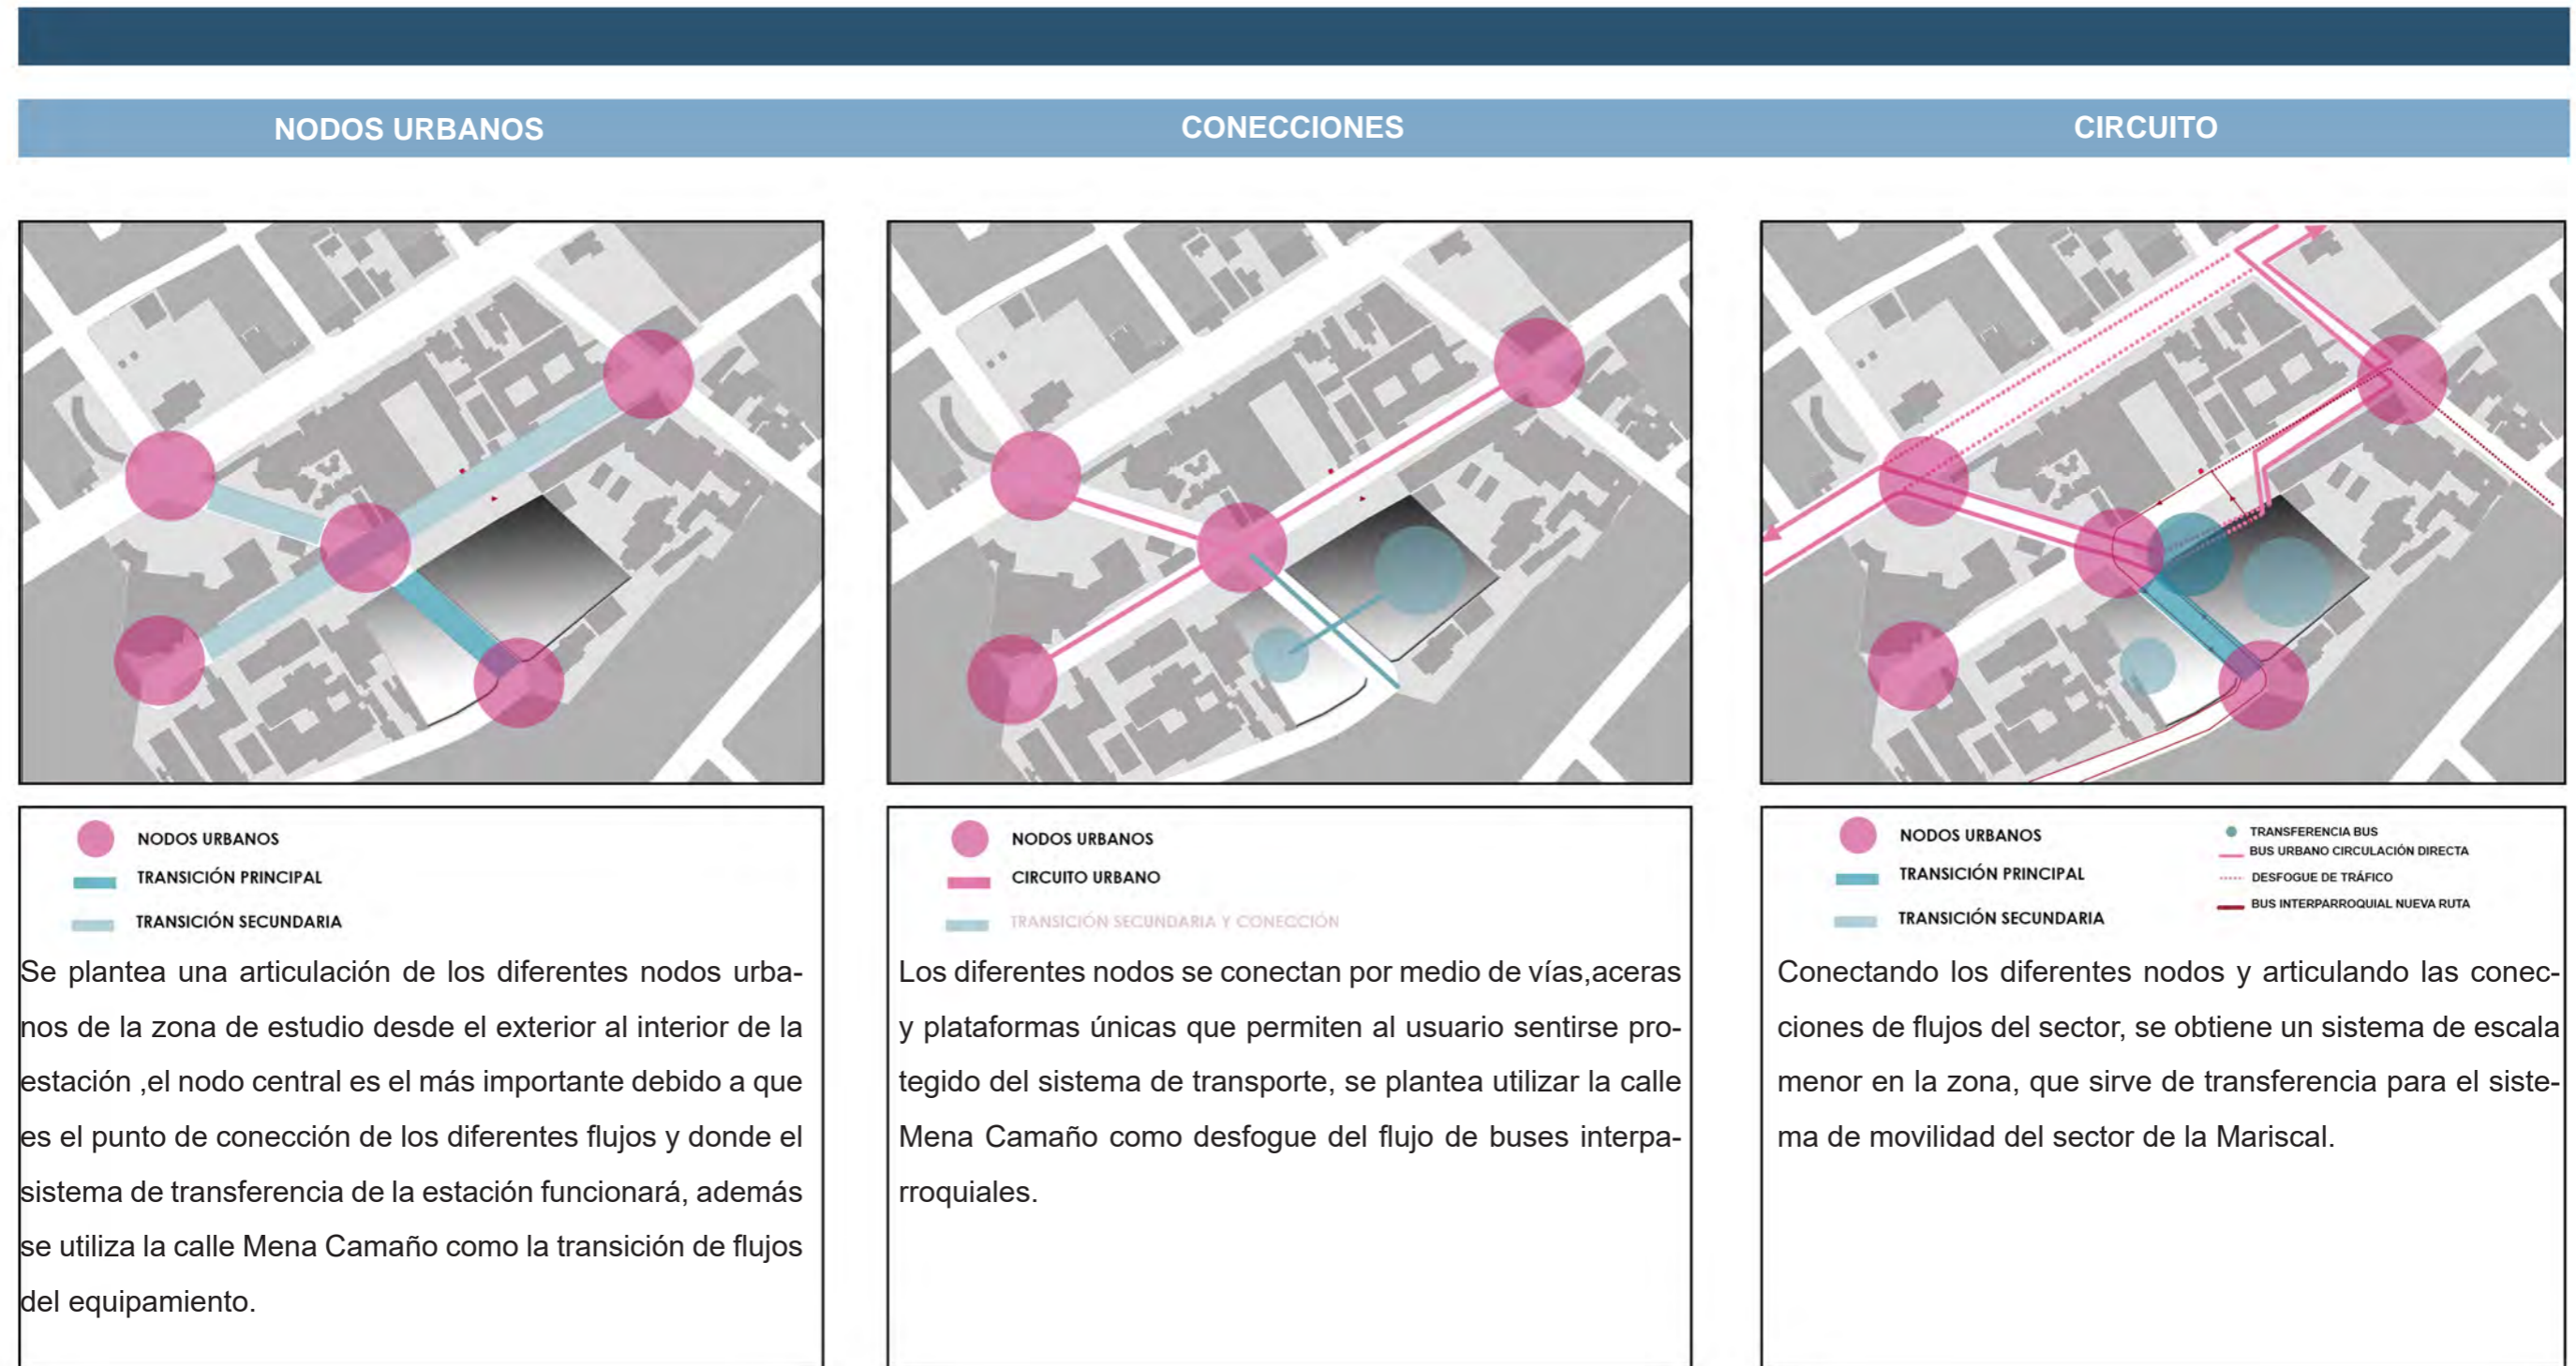 NODOS URBANOS
CONECCIONES
CIRCUITO
NODOS URBANOS
TRANSICIÓN PRINCIPAL
TRANSICIÓN SECUNDARIA
Se plantea una articulación de los diferentes nodos urba-
nos de la zona de estudio desde el exterior al interior de la
estación ,el nodo central es el más importante debido a que
es el punto de conección de los diferentes flujos y donde el
sistema de transferencia de la estación funcionará, además
se utiliza la calle Mena Camaño como la transición de flujos
del equipamiento.
NODOS URBANOS
CIRCUITO URBANO
TRANSICIÓN SECUNDARIA Y CONECCIÓN
Los diferentes nodos se conectan por medio de vías,aceras
y plataformas únicas que permiten al usuario sentirse pro-
tegido del sistema de transporte, se plantea utilizar la calle
Mena Camaño como desfogue del flujo de buses interpa-
rroquiales.
NODOS URBANOS
TRANSICIÓN PRINCIPAL
TRANSICIÓN SECUNDARIA
TRANSFERENCIA BUS
BUS URBANO CIRCULACIÓN DIRECTA
DESFOGUE DE TRÁFICO
BUS INTERPARROQUIAL NUEVA RUTA
Conectando los diferentes nodos y articulando las conec-
ciones de flujos del sector, se obtiene un sistema de escala
menor en la zona, que sirve de transferencia para el siste-
ma de movilidad del sector de la Mariscal.